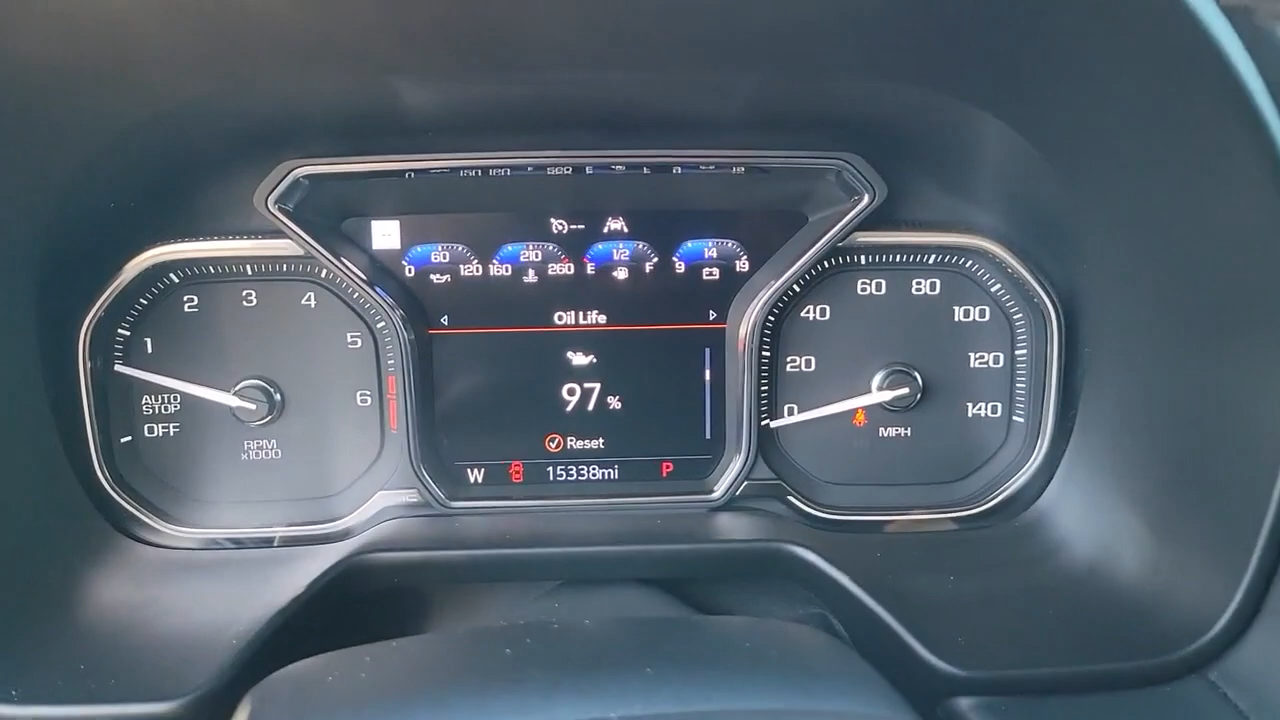 --
60
0 120
210
160 260
1/2
E F
14
9 19
Oil Life
97 %
Reset
W 15338mi P
1 2 3 4 5 6
AUTO
STOP
OFF
RPM
x1000
0 20 40 60 80 100 120 140
MPH